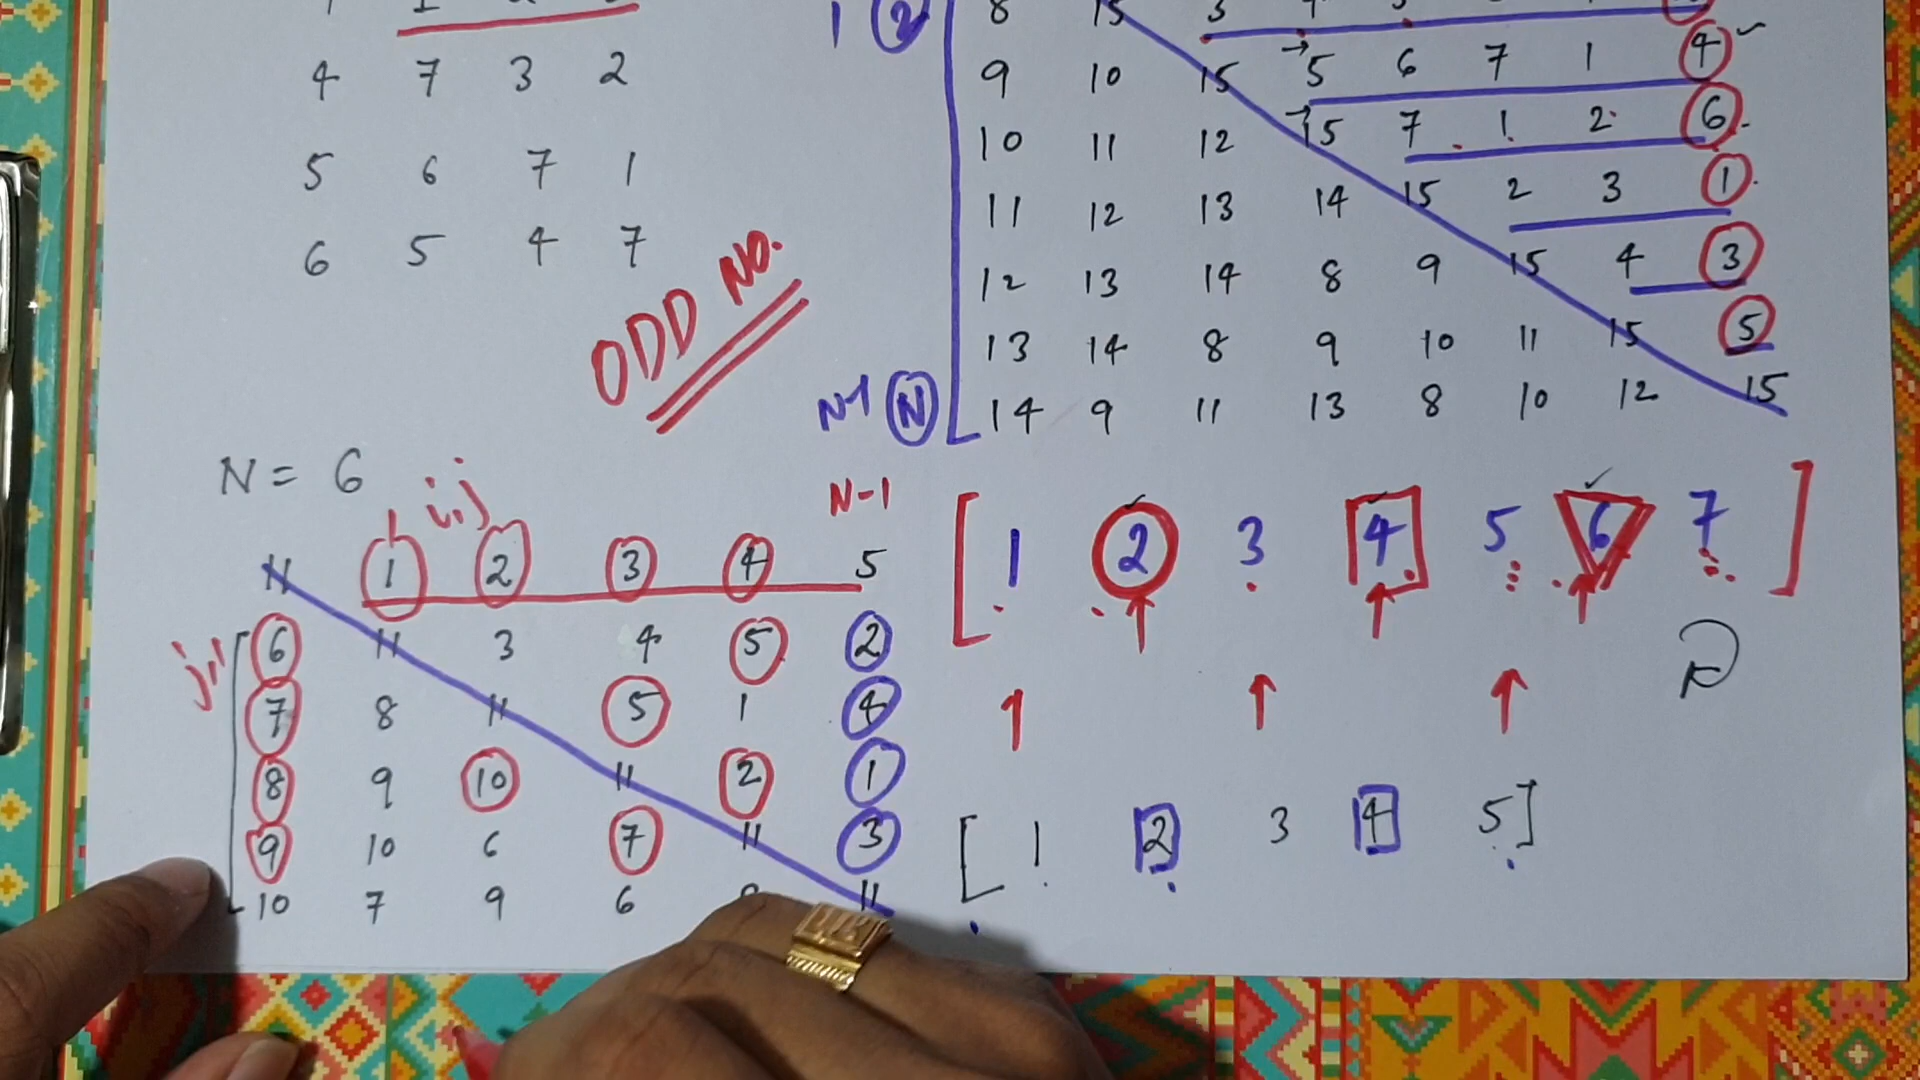 4 7 3 2
5 6 7 1
6 5 4 7
ODD NO.
1 2
8 15 3
9 10 15 5 6 7 1 4
10 11 12 15 7 1 2 6
11 12 13 14 15 2 3 1
12 13 14 8 9 15 4 3
13 14 8 9 10 11 15 5
N-1 N
14 9 11 13 8 10 12 15
N = 6
i,j
N-1
11 1 2 3 4 5
j,i
6 11 3 4 5 2
7 8 11 5 1 4
8 9 10 11 2 1
9 10 6 7 11 3
10 7 9 6 11
[ 1 2 3 4 5 6 7 ]
[ 1 2 3 4 5 ]